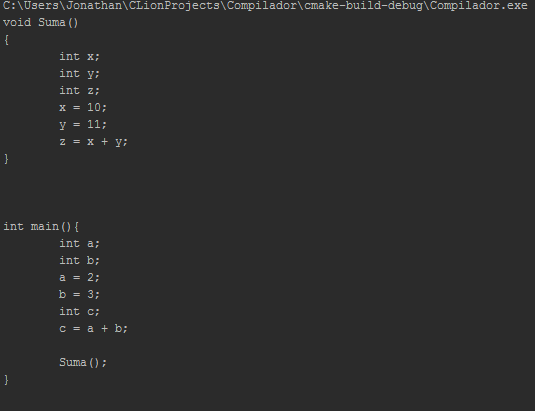 C:\Users\Jonathan\CLionProjects\Compilador\cmake-build-debug\Compilador.exe
void Suma()
{
        int x;
        int y;
        int z;
        x = 10;
        y = 11;
        z = x + y;
}
int main(){
        int a;
        int b;
        a = 2;
        b = 3;
        int c;
        c = a + b;
        Suma();
}